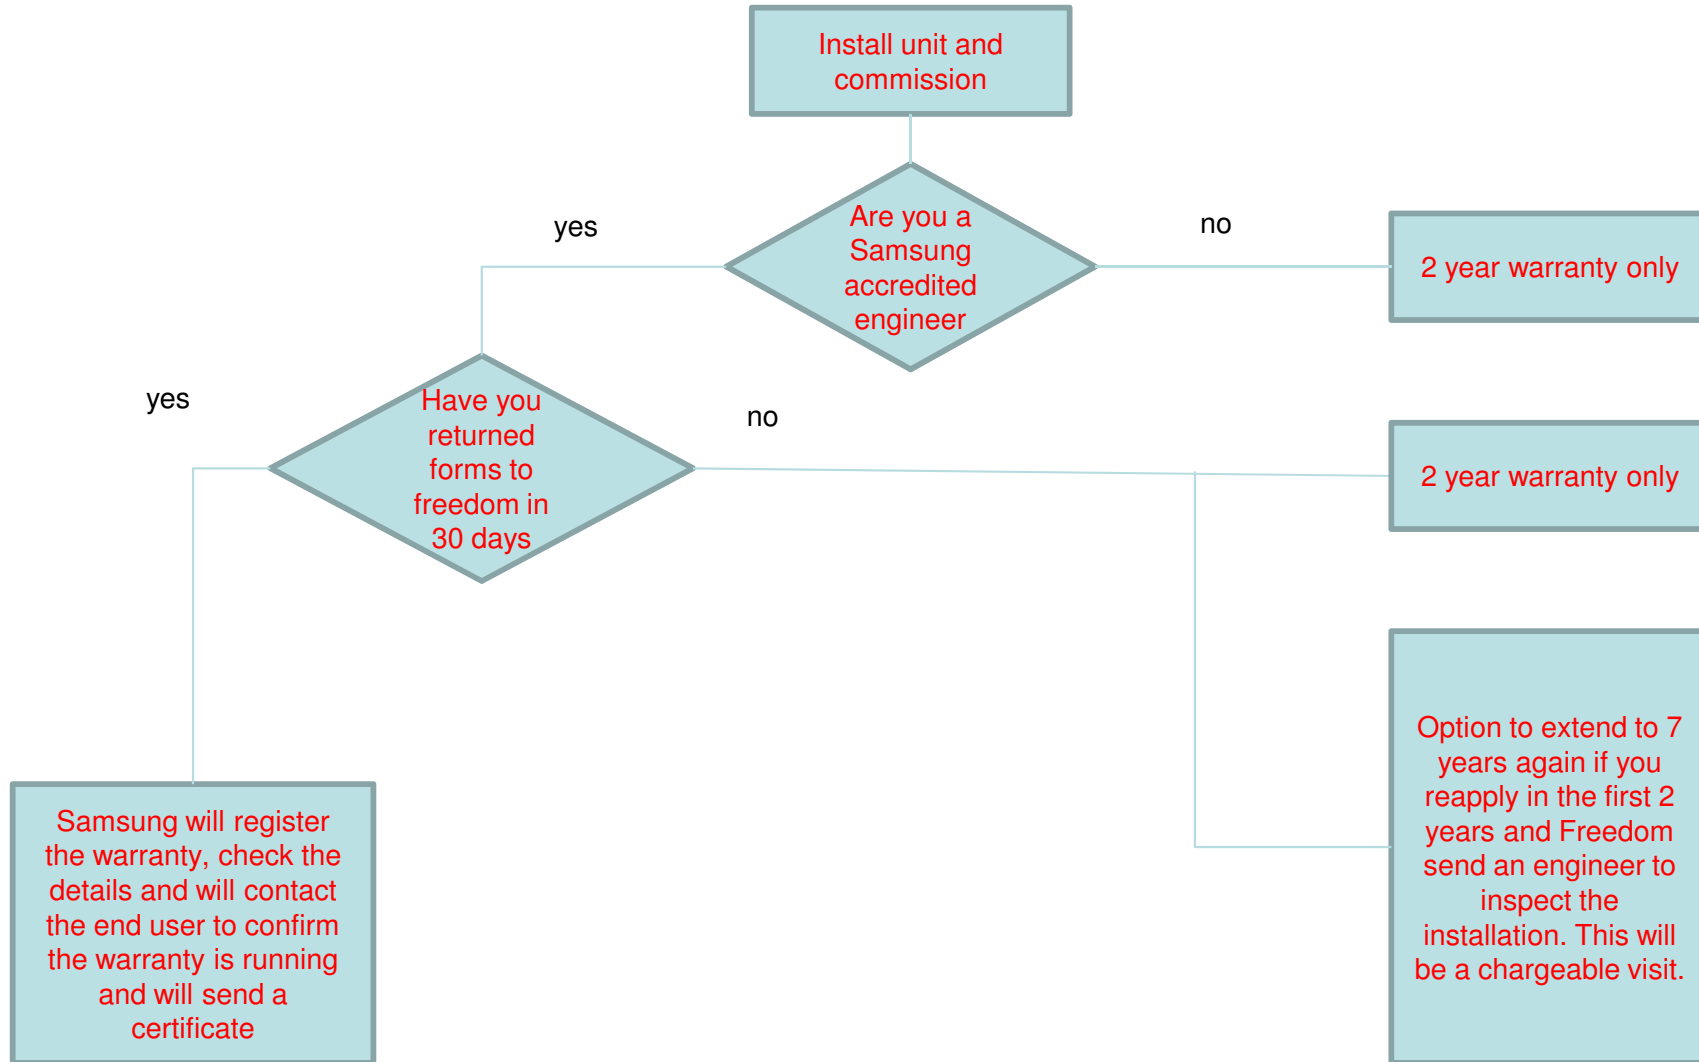 Install unit and
commission
Are you a
Samsung
accredited
engineer
yes
no
2 year warranty only
Have you
returned
forms to
freedom in
30 days
yes
no
2 year warranty only
Samsung will register
the warranty, check the
details and will contact
the end user to confirm
the warranty is running
and will send a
certificate
Option to extend to 7
years again if you
reapply in the first 2
years and Freedom
send an engineer to
inspect the
installation. This will
be a chargeable visit.